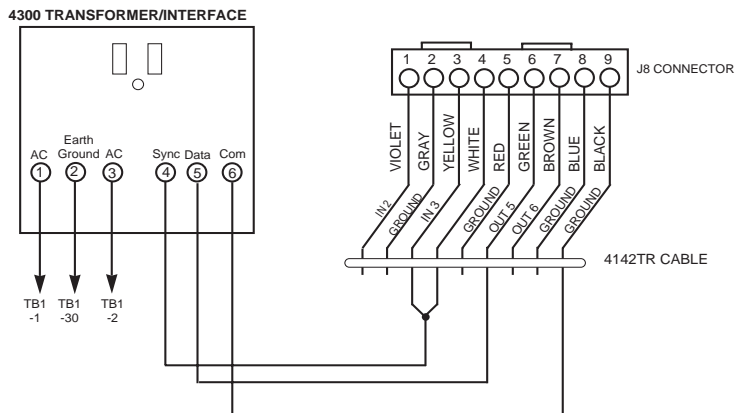 4300 TRANSFORMER/INTERFACE
1 2 3 4 5 6 7 8 9
J8 CONNECTOR
VIOLET
GRAY
YELLOW
WHITE
RED
GREEN
BROWN
BLUE
BLACK
AC
Earth
Ground
AC
Sync
Data
Com
1 2 3 4 5 6
IN 2
GROUND
IN 3
GROUND
OUT 5
OUT 6
GROUND
GROUND
4142TR CABLE
TB1
-1
TB1
-30
TB1
-2